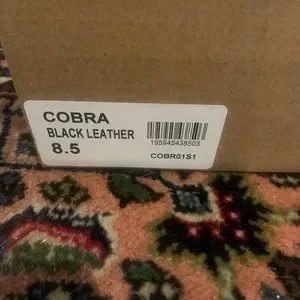 COBRA
BLACK LEATHER
8.5
195945438503
COBR01S1